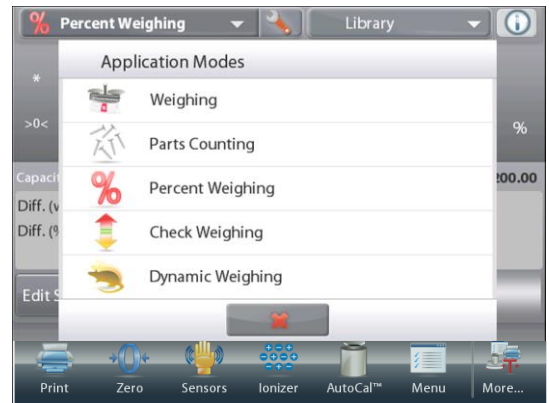 % Percent Weighing Library
Application Modes
*
Weighing
>0<
%
Parts Counting
Capacit 200.00
Percent Weighing
Diff. (w
Diff. (%
Check Weighing
Dynamic Weighing
Edit S
Print Zero Sensors Ionizer AutoCal™ Menu More...